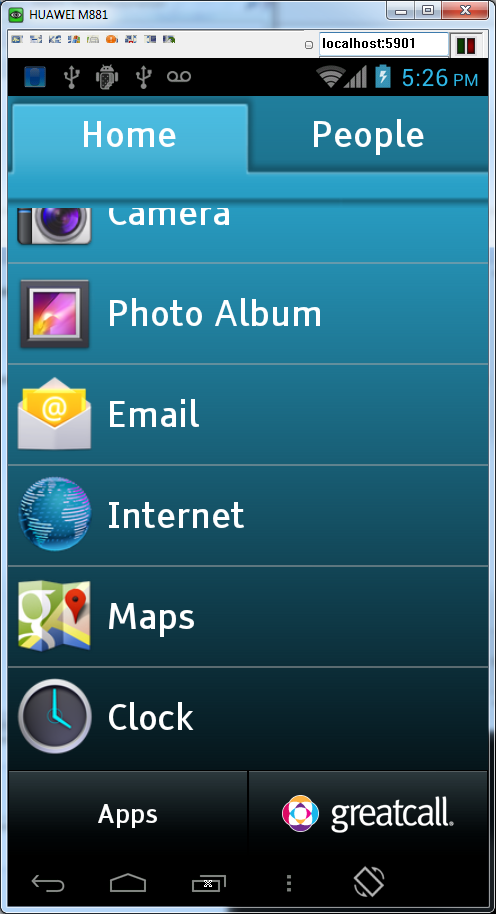 HUAWEI M881
localhost:5901
5:26 PM
Home
People
Camera
Photo Album
@
Email
Internet
Maps
Clock
Apps
greatcall®